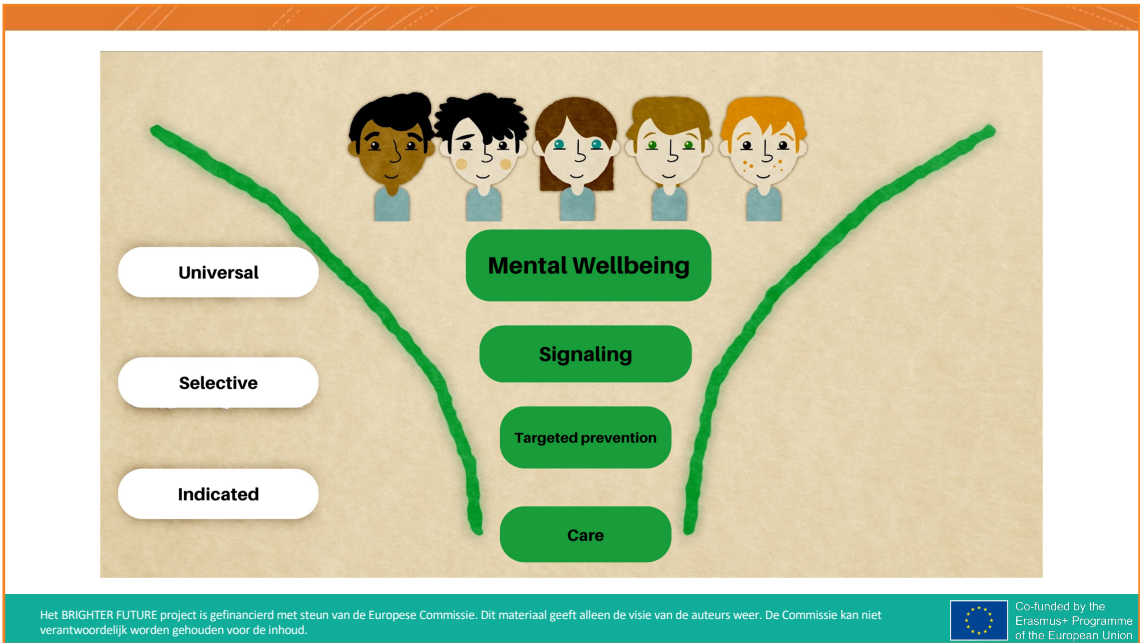 Mental Wellbeing
Universal
Signaling
Selective
Targeted prevention
Indicated
Care
Het BRIGHTER FUTURE project is gefinancierd met steun van de Europese Commissie. Dit materiaal geeft alleen de visie van de auteurs weer. De Commissie kan niet
verantwoordelijk worden gehouden voor de inhoud.
Co-funded by the
Erasmus+ Programme
of the European Union